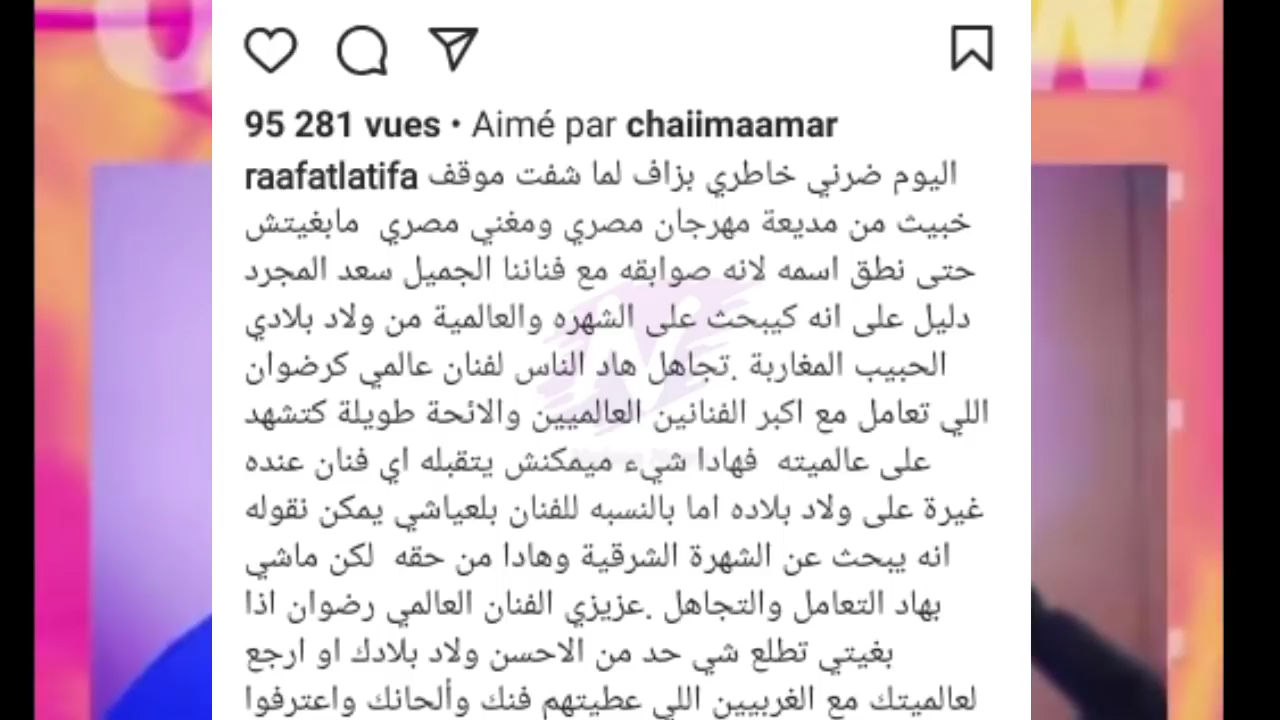 95 281 vues • Aimé par chaiimaamar
raafatlatifa اليوم ضرني خاطري بزاف لما شفت موقف
خبيث من مديعة مهرجان مصري ومغني مصري مابغيتش
حتى نطق اسمه لانه صوابقه مع فناننا الجميل سعد المجرد
دليل على انه كيبحث على الشهره والعالمية من ولاد بلادي
الحبيب المغاربة .تجاهل هاد الناس لفنان عالمي كرضوان
اللي تعامل مع اكبر الفنانين العالميين والائحة طويلة كتشهد
على عالميته فهادا شيء ميمكنش يتقبله اي فنان عنده
غيرة على ولاد بلاده اما بالنسبه للفنان بلعياشي يمكن نقوله
انه يبحث عن الشهرة الشرقية وهادا من حقه لكن ماشي
بهاد التعامل والتجاهل .عزيزي الفنان العالمي رضوان اذا
بغيتي تطلع شي حد من الاحسن ولاد بلادك او ارجع
لعالميتك مع الغربيين اللي عطيتهم فنك وألحانك واعترفوا